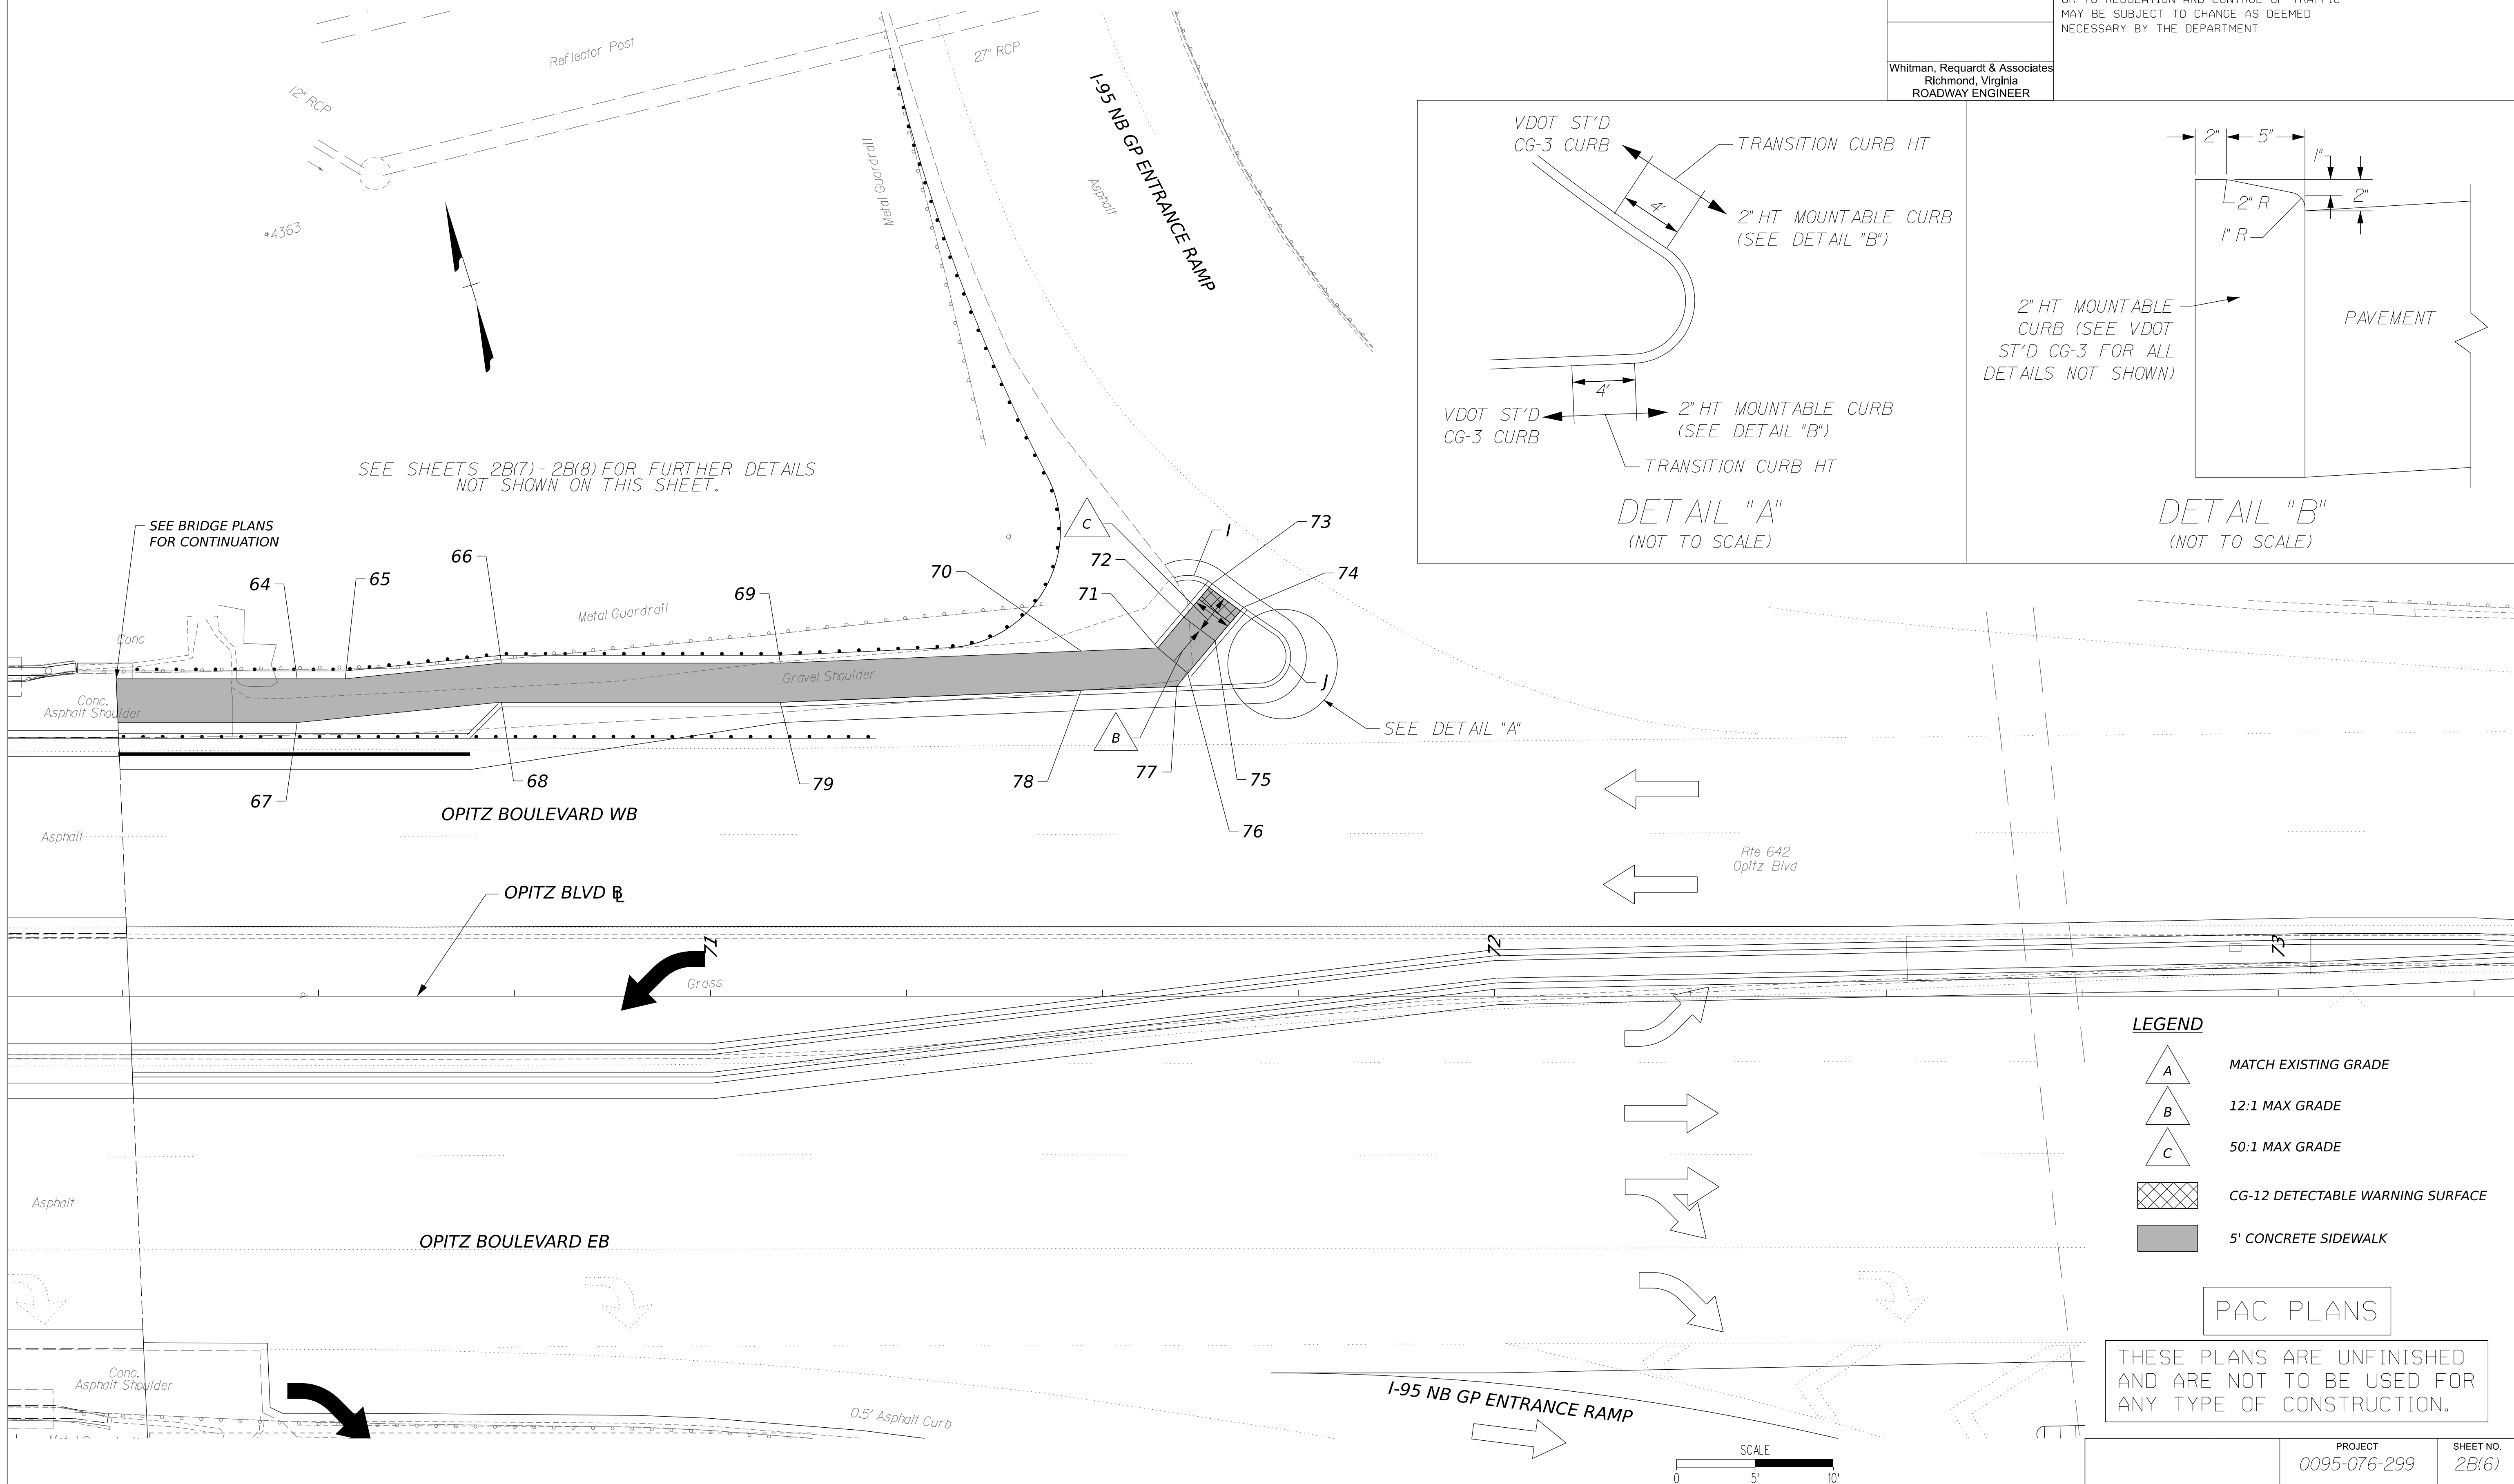 OR TO REGULATION AND CONTROL OF TRAFFIC
MAY BE SUBJECT TO CHANGE AS DEEMED
NECESSARY BY THE DEPARTMENT
Whitman, Requardt & Associates
Richmond, Virginia
ROADWAY ENGINEER
Reflector Post
12" RCP
27" RCP
#4363
Metal Guardrail
Asphalt
I-95 NB GP ENTRANCE RAMP
VDOT ST'D
CG-3 CURB
TRANSITION CURB HT
4'
2" HT MOUNTABLE CURB
(SEE DETAIL "B")
4'
VDOT ST'D
CG-3 CURB
2" HT MOUNTABLE CURB
(SEE DETAIL "B")
TRANSITION CURB HT
DETAIL "A"
(NOT TO SCALE)
2"
5"
1"
2"
2" R
1" R
2" HT MOUNTABLE
CURB (SEE VDOT
ST'D CG-3 FOR ALL
DETAILS NOT SHOWN)
PAVEMENT
DETAIL "B"
(NOT TO SCALE)
SEE SHEETS 2B(7) - 2B(8) FOR FURTHER DETAILS
NOT SHOWN ON THIS SHEET.
SEE BRIDGE PLANS
FOR CONTINUATION
64
65
66
69
70
71
72
C
I
73
74
Conc
Metal Guardrail
Gravel Shoulder
Conc.
Asphalt Shoulder
J
SEE DETAIL "A"
B
67
68
79
78
77
75
76
OPITZ BOULEVARD WB
Asphalt
Rte 642
Opitz Blvd
OPITZ BLVD BL
71
72
73
Grass
LEGEND
A MATCH EXISTING GRADE
B 12:1 MAX GRADE
C 50:1 MAX GRADE
CG-12 DETECTABLE WARNING SURFACE
5' CONCRETE SIDEWALK
Asphalt
OPITZ BOULEVARD EB
PAC PLANS
THESE PLANS ARE UNFINISHED
AND ARE NOT TO BE USED FOR
ANY TYPE OF CONSTRUCTION.
Conc.
Asphalt Shoulder
0.5' Asphalt Curb
I-95 NB GP ENTRANCE RAMP
SCALE
0 5' 10'
PROJECT
0095-076-299
SHEET NO.
2B(6)